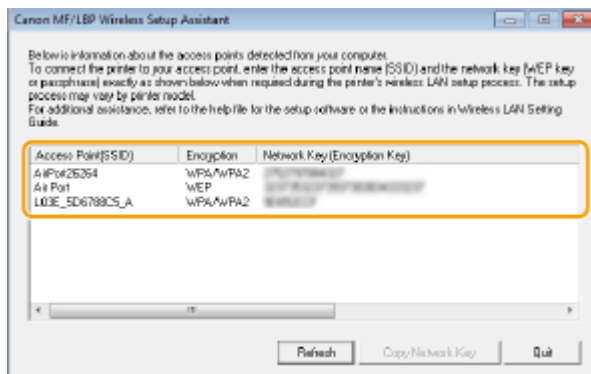 Canon MF/LBP Wireless Setup Assistant
Below is information about the access points detected from your computer.
To connect the printer to your access point, enter the access point name (SSID) and the network key (WEP key
or passphrase) exactly as shown below when required during the printer's wireless LAN setup process. The setup
process may vary by printer model.
For additional assistance, refer to the help file for the setup software or the instructions in Wireless LAN Setting
Guide.
Access Point(SSID) Encryption Network Key(Encryption Key)
AirPort26264 WPA/WPA2
Air Port WEP
L03E_5D6788C5_A WPA/WPA2
Refresh Copy Network Key Quit